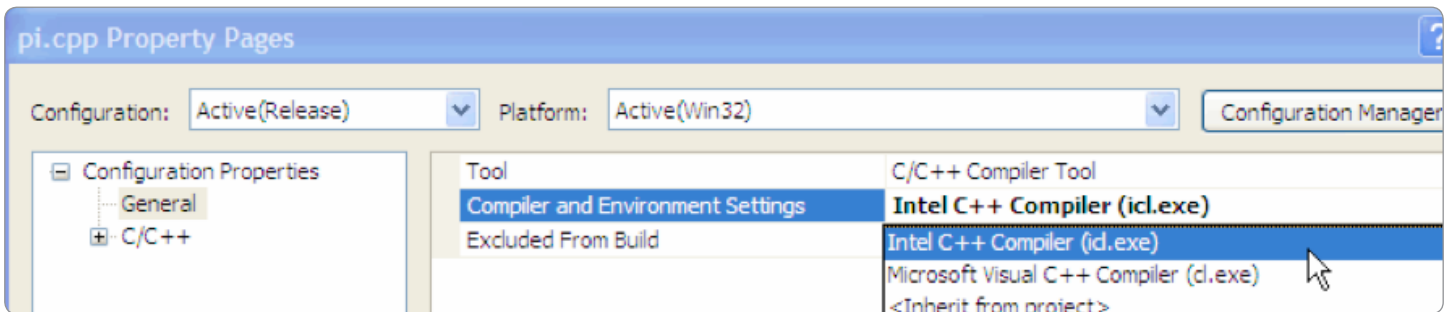 pi.cpp Property Pages
?
Configuration: Active(Release) Platform: Active(Win32) Configuration Manager
Configuration Properties
General
C/C++
Tool C/C++ Compiler Tool
Compiler and Environment Settings Intel C++ Compiler (icl.exe)
Excluded From Build
Intel C++ Compiler (icl.exe)
Microsoft Visual C++ Compiler (cl.exe)
<Inherit from project>